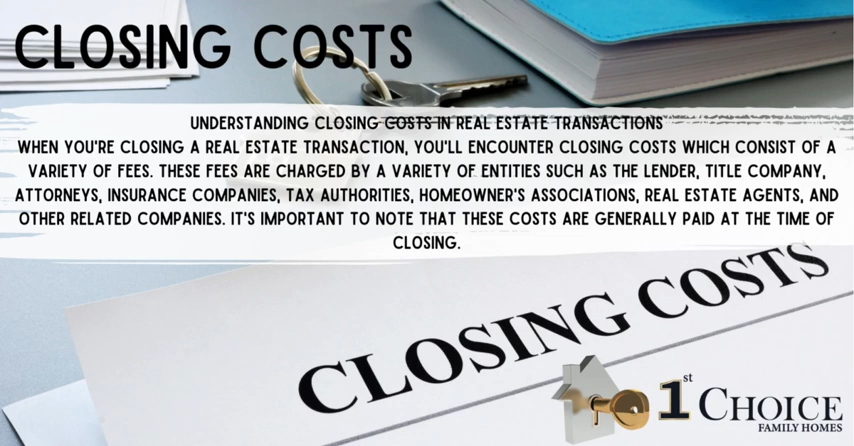 CLOSING COSTS
UNDERSTANDING CLOSING COSTS IN REAL ESTATE TRANSACTIONS
WHEN YOU'RE CLOSING A REAL ESTATE TRANSACTION, YOU'LL ENCOUNTER CLOSING COSTS WHICH CONSIST OF A
VARIETY OF FEES. THESE FEES ARE CHARGED BY A VARIETY OF ENTITIES SUCH AS THE LENDER, TITLE COMPANY,
ATTORNEYS, INSURANCE COMPANIES, TAX AUTHORITIES, HOMEOWNER'S ASSOCIATIONS, REAL ESTATE AGENTS, AND
OTHER RELATED COMPANIES. IT'S IMPORTANT TO NOTE THAT THESE COSTS ARE GENERALLY PAID AT THE TIME OF
CLOSING.
CLOSING COSTS
1st CHOICE
FAMILY HOMES